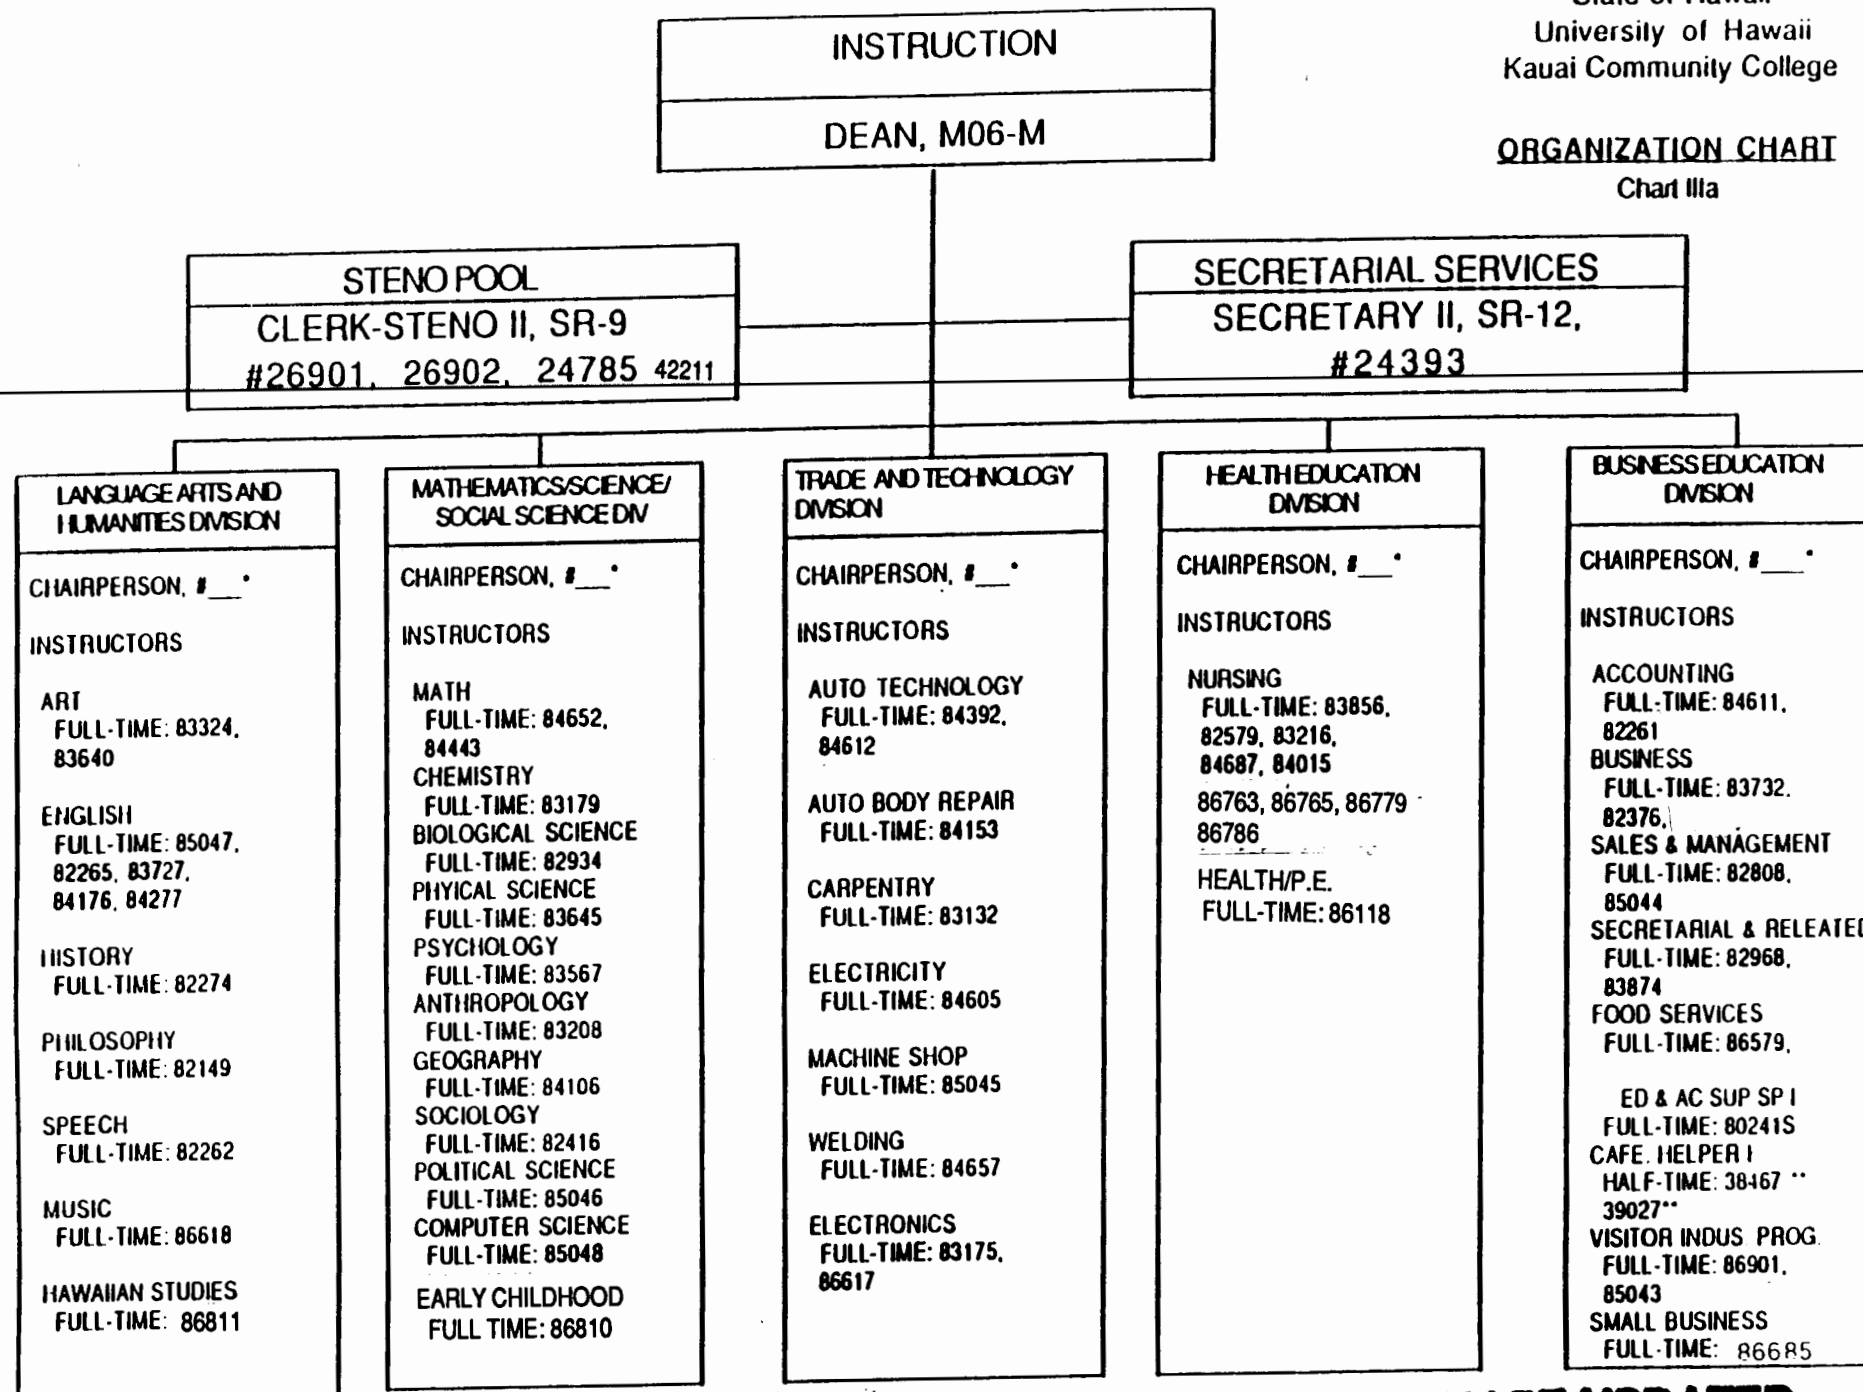 INSTRUCTION
DEAN, M06-M
State of Hawaii
University of Hawaii
Kauai Community College
ORGANIZATION CHART
Chart IIIa
STENO POOL
CLERK-STENO II, SR-9
#26901, 26902, 24785 42211
SECRETARIAL SERVICES
SECRETARY II, SR-12,
#24393
LANGUAGE ARTS AND
HUMANITIES DIVISION
CHAIRPERSON, #___*
INSTRUCTORS
ART
FULL-TIME: 83324,
83640
ENGLISH
FULL-TIME: 85047,
82265, 83727,
84176, 84277
HISTORY
FULL-TIME: 82274
PHILOSOPHY
FULL-TIME: 82149
SPEECH
FULL-TIME: 82262
MUSIC
FULL-TIME: 86618
HAWAIIAN STUDIES
FULL-TIME: 86811
MATHEMATICS/SCIENCE/
SOCIAL SCIENCE DIV
CHAIRPERSON, #___*
INSTRUCTORS
MATH
FULL-TIME: 84652,
84443
CHEMISTRY
FULL-TIME: 83179
BIOLOGICAL SCIENCE
FULL-TIME: 82934
PHYICAL SCIENCE
FULL-TIME: 83645
PSYCHOLOGY
FULL-TIME: 83567
ANTHROPOLOGY
FULL-TIME: 83208
GEOGRAPHY
FULL-TIME: 84106
SOCIOLOGY
FULL-TIME: 82416
POLITICAL SCIENCE
FULL-TIME: 85046
COMPUTER SCIENCE
FULL-TIME: 85048
EARLY CHILDHOOD
FULL TIME: 86810
TRADE AND TECHNOLOGY
DIVISION
CHAIRPERSON, #___*
INSTRUCTORS
AUTO TECHNOLOGY
FULL-TIME: 84392,
84612
AUTO BODY REPAIR
FULL-TIME: 84153
CARPENTRY
FULL-TIME: 83132
ELECTRICITY
FULL-TIME: 84605
MACHINE SHOP
FULL-TIME: 85045
WELDING
FULL-TIME: 84657
ELECTRONICS
FULL-TIME: 83175,
86617
HEALTH EDUCATION
DIVISION
CHAIRPERSON, #___*
INSTRUCTORS
NURSING
FULL-TIME: 83856,
82579, 83216,
84687, 84015
86763, 86765, 86779
86786
HEALTH/P.E.
FULL-TIME: 86118
BUSINESS EDUCATION
DIVISION
CHAIRPERSON, #___*
INSTRUCTORS
ACCOUNTING
FULL-TIME: 84611,
82261
BUSINESS
FULL-TIME: 83732.
82376,
SALES & MANAGEMENT
FULL-TIME: 82808,
85044
SECRETARIAL & RELEATED
FULL-TIME: 82968,
83874
FOOD SERVICES
FULL-TIME: 86579,
ED & AC SUP SP I
FULL-TIME: 80241S
CAFE. HELPER I
HALF-TIME: 38467 **
39027**
VISITOR INDUS. PROG.
FULL-TIME: 86901,
85043
SMALL BUSINESS
FULL-TIME: 86685